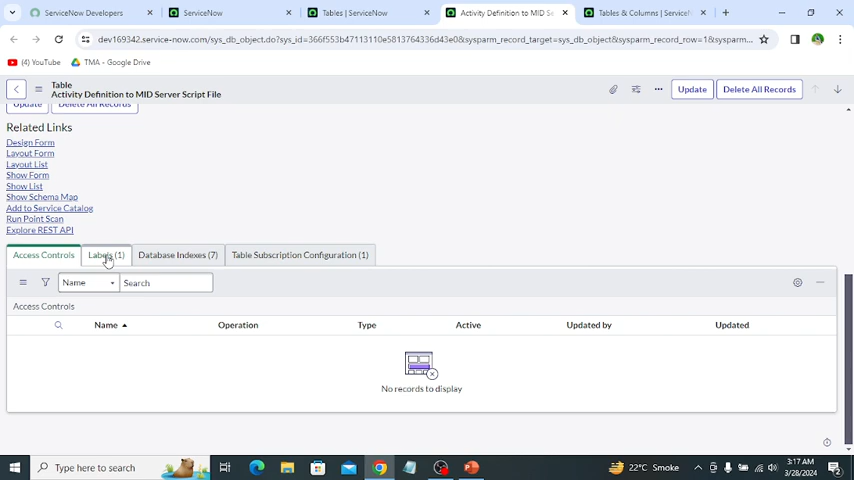 ServiceNow Developers
ServiceNow
Tables | ServiceNow
Activity Definition to MID Se
Tables & Columns | ServiceN
dev169342.service-now.com/sys_db_object.do?sys_id=366f553b47113110e5813764336d43e0&sysparm_record_target=sys_db_object&sysparm_record_row=1&sysparm...
(4) YouTube
TMA - Google Drive
Table
Activity Definition to MID Server Script File
Update
Delete All Records
Update
Delete All Records
Related Links
Design Form
Layout Form
Layout List
Show Form
Show List
Show Schema Map
Add to Service Catalog
Run Point Scan
Explore REST API
Access Controls
Labels (1)
Database Indexes (7)
Table Subscription Configuration (1)
Name
Search
Access Controls
Name
Operation
Type
Active
Updated by
Updated
No records to display
Type here to search
22°C Smoke
3:17 AM
3/28/2024
2